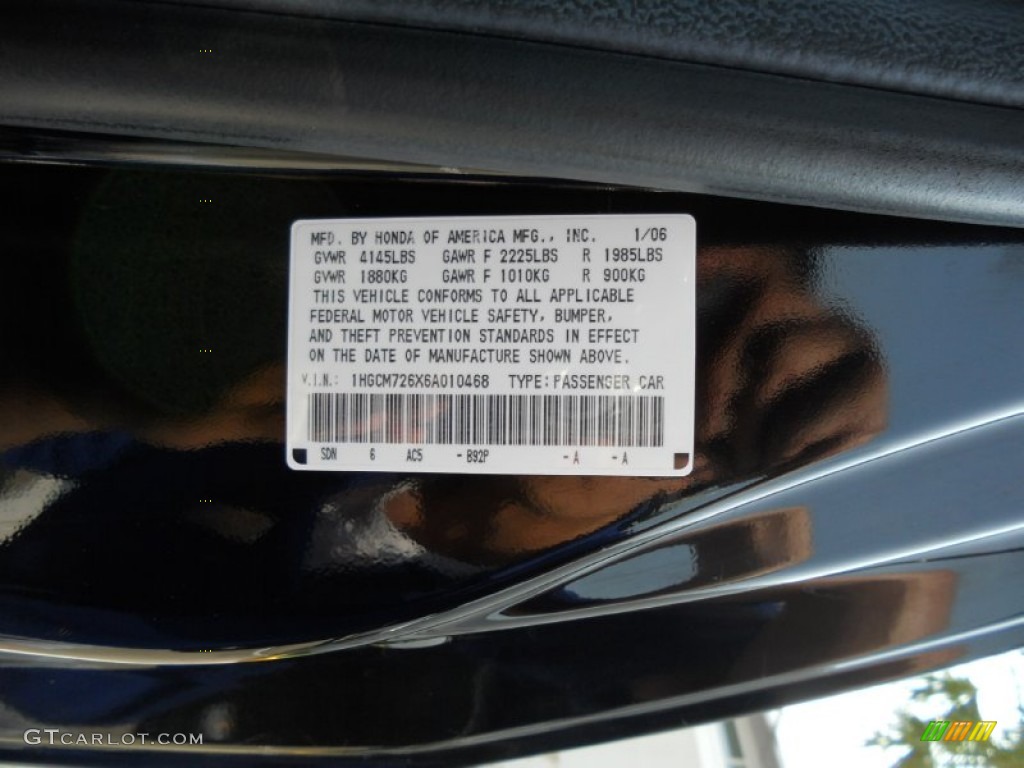 MFD. BY HONDA OF AMERICA MFG., INC. 1/06
GVWR 4145LBS GAWR F 2225LBS R 1985LBS
GVWR 1880KG GAWR F 1010KG R 900KG
THIS VEHICLE CONFORMS TO ALL APPLICABLE
FEDERAL MOTOR VEHICLE SAFETY, BUMPER,
AND THEFT PREVENTION STANDARDS IN EFFECT
ON THE DATE OF MANUFACTURE SHOWN ABOVE.
V.I.N.: 1HGCM726X6A010468 TYPE: PASSENGER CAR
SDN 6 AC5 - B92P - A - A
GTCARLOT.COM